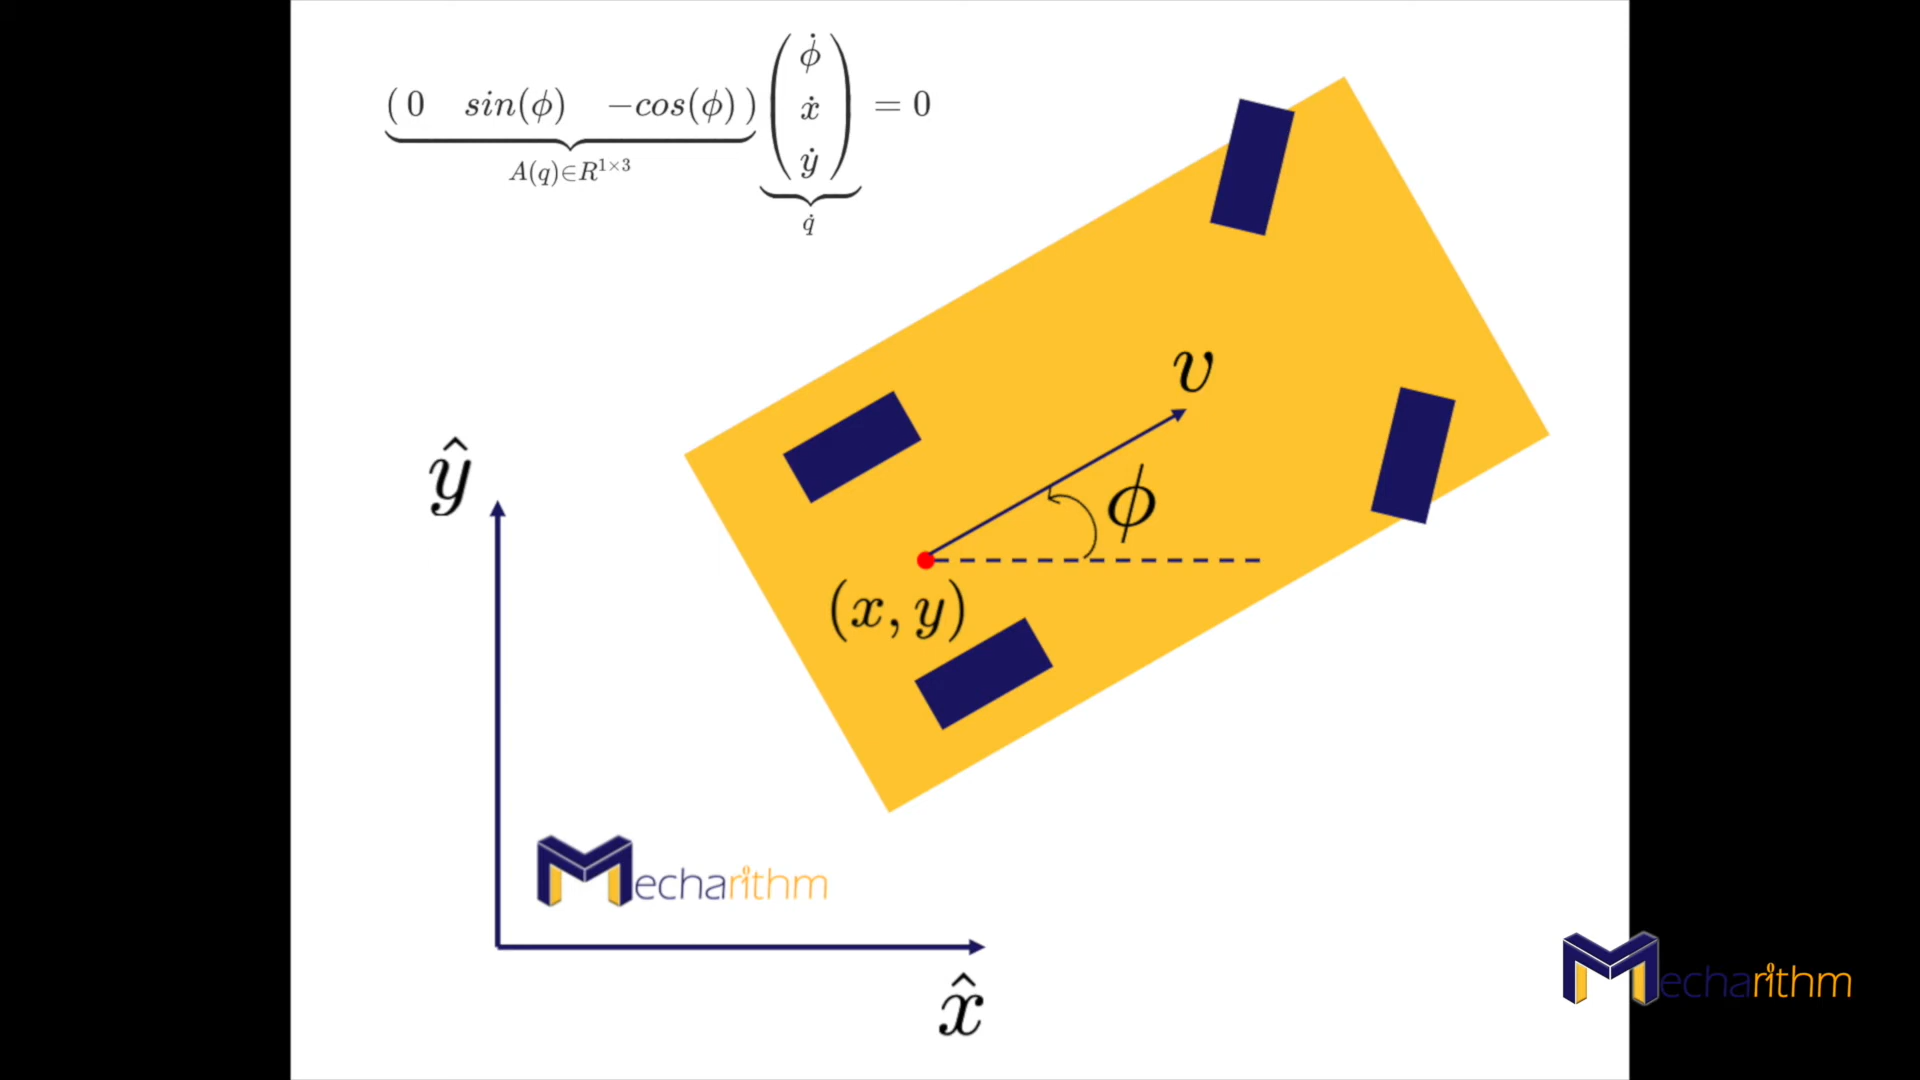 ( 0 sin(ϕ) −cos(ϕ) ) ( ϕ̇ ẋ ẏ ) = 0
A(q)∈R^{1×3}
q̇
υ
ϕ
ŷ
(x, y)
Mecharithm
x̂
Mecharithm